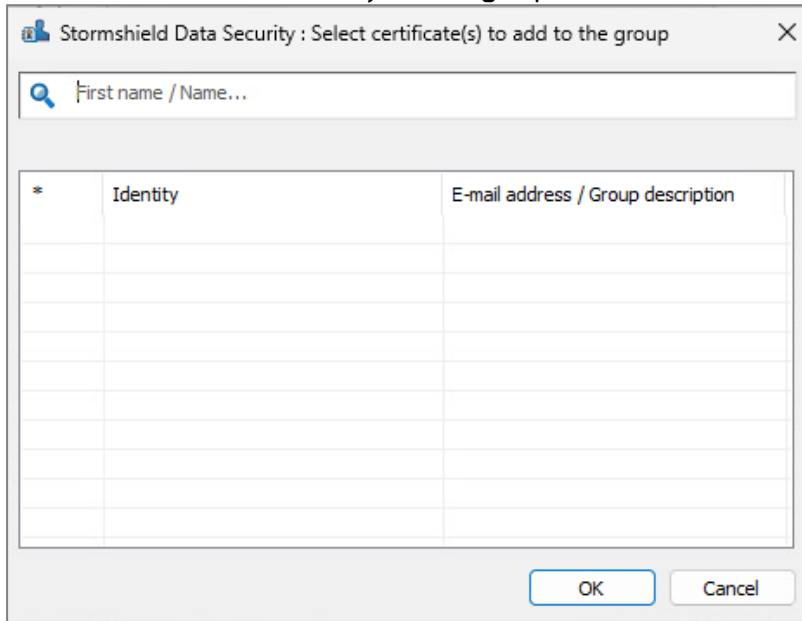 Stormshield Data Security : Select certificate(s) to add to the group
First name / Name...
* Identity E-mail address / Group description
OK Cancel